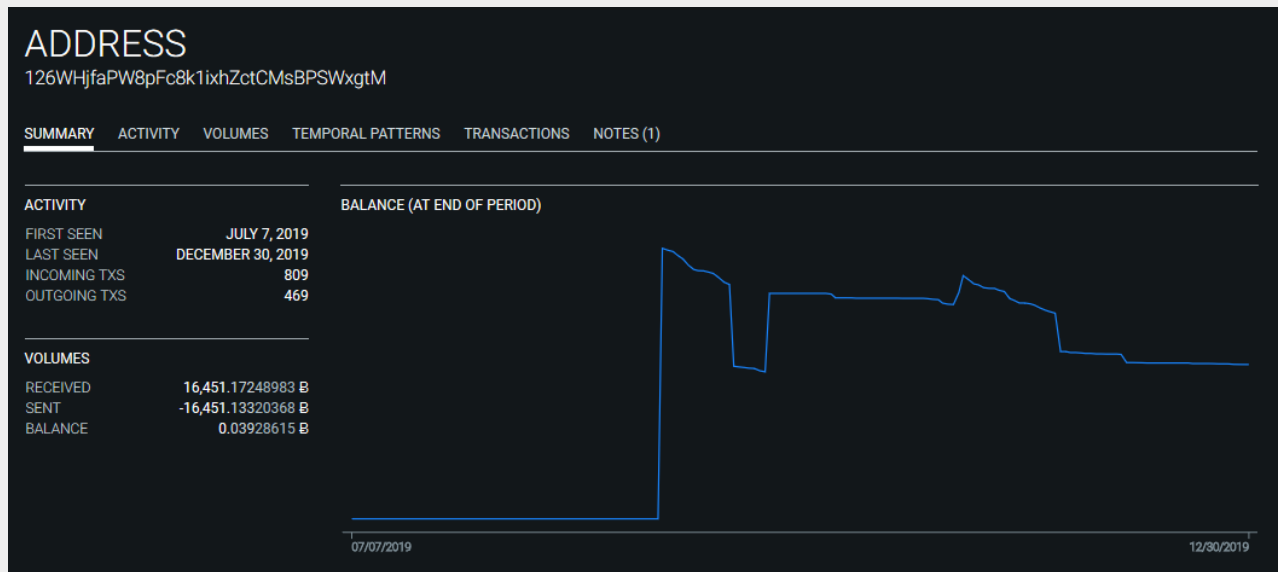 ADDRESS
126WHjfaPW8pFc8k1ixhZctCMsBPSWxgtM
SUMMARY ACTIVITY VOLUMES TEMPORAL PATTERNS TRANSACTIONS NOTES (1)
ACTIVITY
FIRST SEEN JULY 7, 2019
LAST SEEN DECEMBER 30, 2019
INCOMING TXS 809
OUTGOING TXS 469
VOLUMES
RECEIVED 16,451.17248983 Ƀ
SENT -16,451.13320368 Ƀ
BALANCE 0.03928615 Ƀ
BALANCE (AT END OF PERIOD)
07/07/2019 12/30/2019